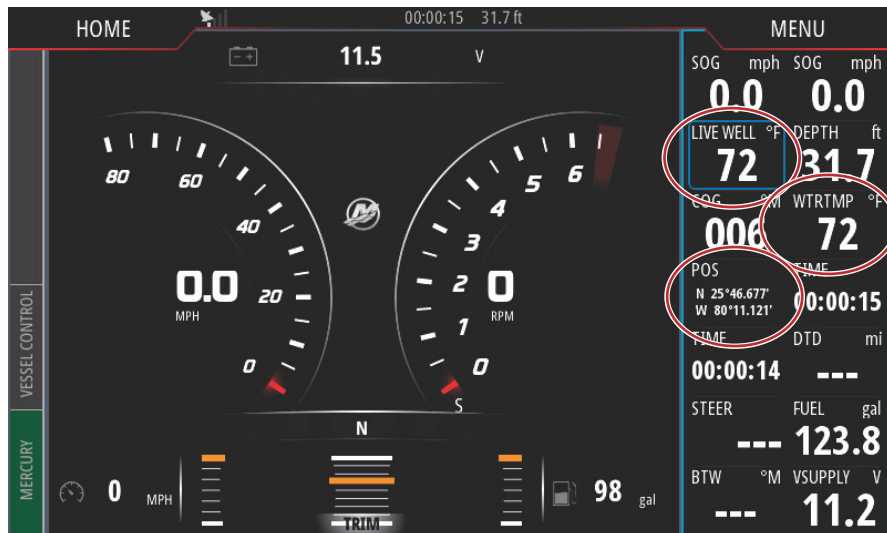 HOME
00:00:15 31.7 ft
MENU
11.5 V
80
60
40
20
0
0.0
MPH
6
5
4
3
2
1
0
S
0
RPM
N
VESSEL CONTROL
MERCURY
0 MPH
TRIM
98 gal
SOG mph SOG mph
0.0 0.0
LIVE WELL °F DEPTH ft
72 31.7
COG °M WTRTMP °F
006 72
POS TIME
N 25°46.677'
W 80°11.121'
00:00:15
TIME DTD mi
00:00:14 ---
STEER FUEL gal
--- 123.8
BTW °M VSUPPLY V
--- 11.2